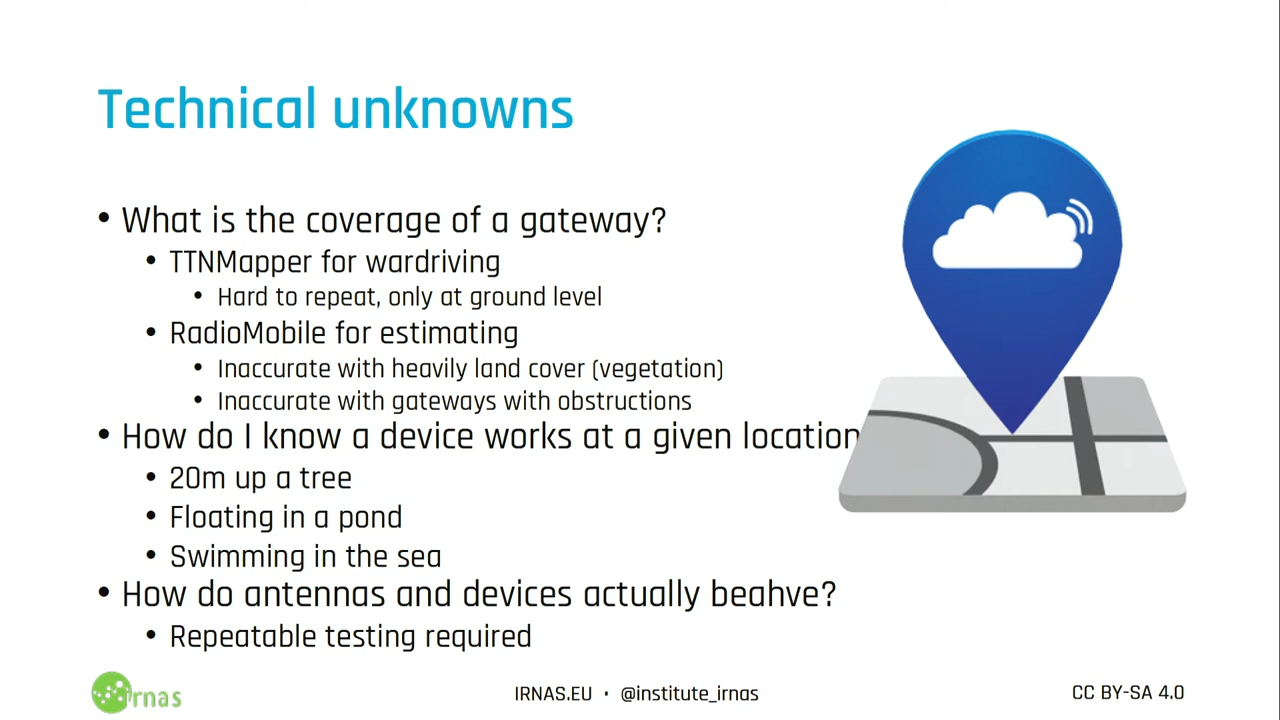 Technical unknowns
• What is the coverage of a gateway?
• TTNMapper for wardriving
• Hard to repeat, only at ground level
• RadioMobile for estimating
• Inaccurate with heavily land cover (vegetation)
• Inaccurate with gateways with obstructions
• How do I know a device works at a given location
• 20m up a tree
• Floating in a pond
• Swimming in the sea
• How do antennas and devices actually beahve?
• Repeatable testing required
irnas
IRNAS.EU • @institute_irnas
CC BY-SA 4.0